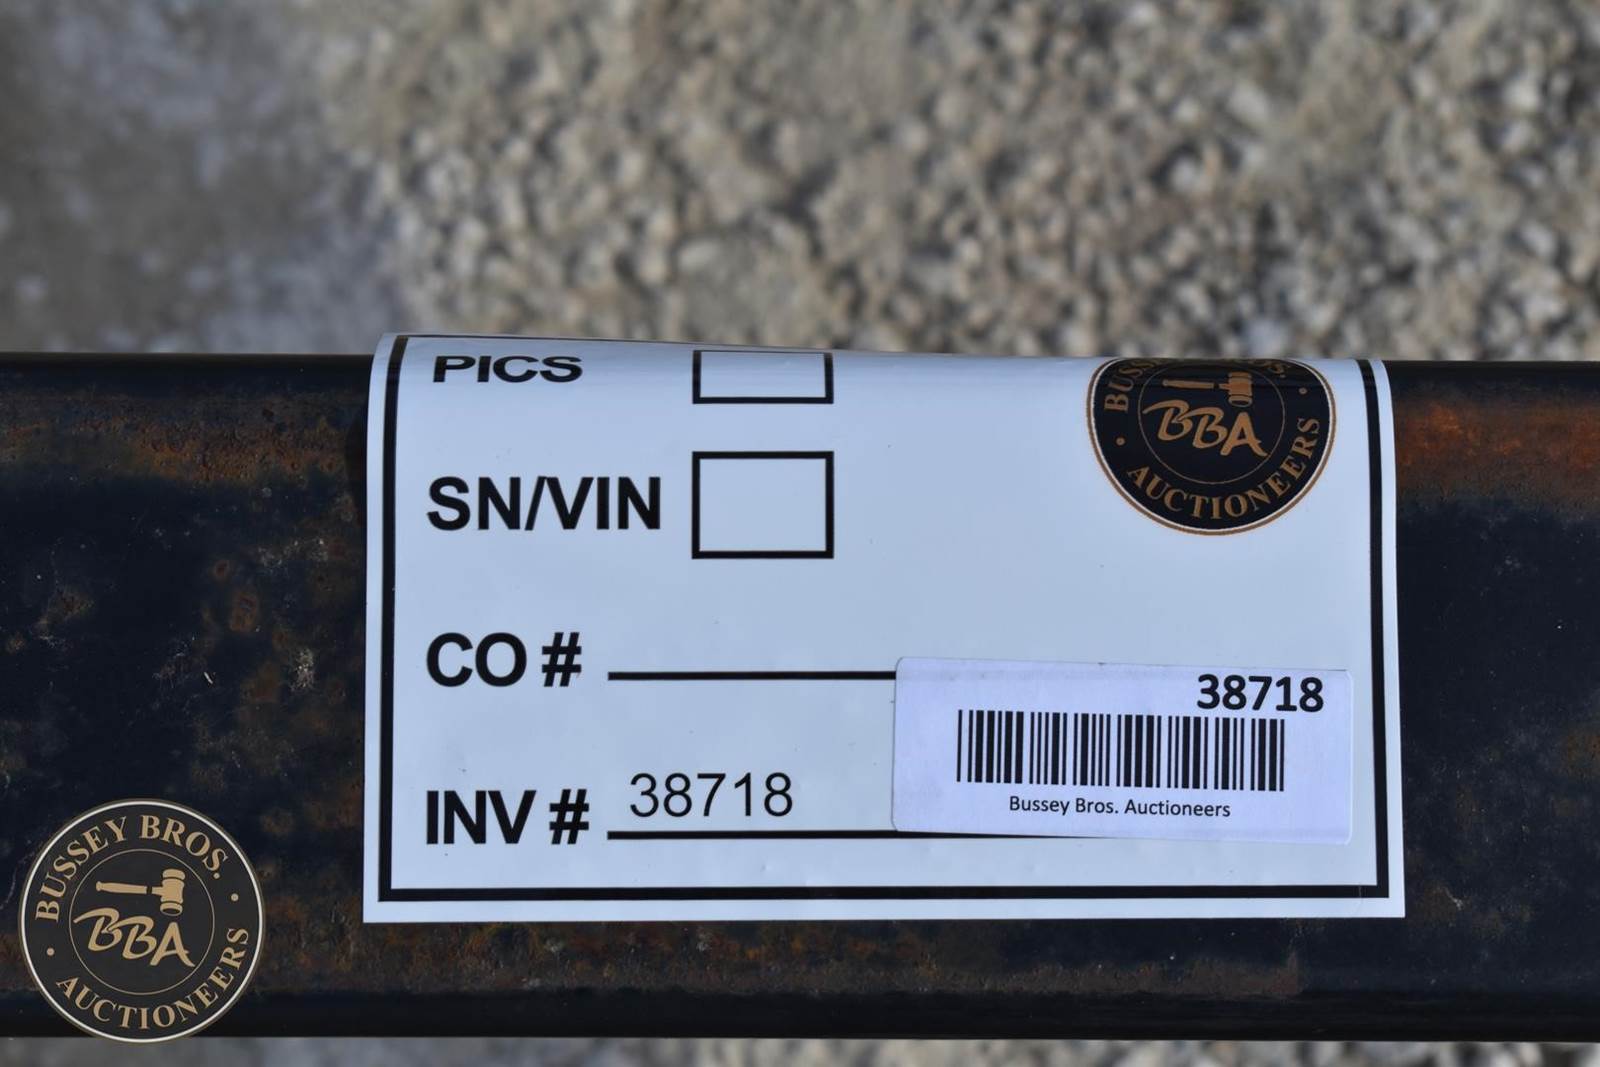 PICS
BUSSEY BROS.
BBA
AUCTIONEERS
SN/VIN
CO #
38718
INV # 38718
Bussey Bros. Auctioneers
BUSSEY BROS.
BBA
AUCTIONEERS